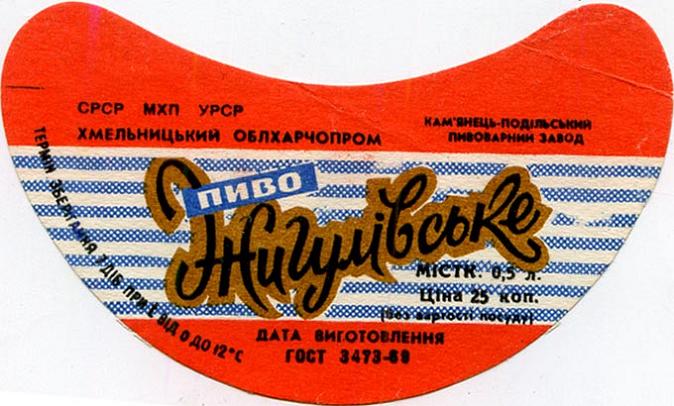 СРСР МХП УРСР
ХМЕЛЬНИЦЬКИЙ ОБЛХАРЧОПРОМ
КАМ'ЯНЕЦЬ-ПОДІЛЬСЬКИЙ
ПИВОВАРНИЙ ЗАВОД
ПИВО
Жигулівське
МІСТК. 0,5 л.
Ціна 25 коп.
(без вартості посуду)
ТЕРМІН ЗБЕРІГАННЯ 7 ДІБ ПРИ t ВІД 0 ДО 12°С
ДАТА ВИГОТОВЛЕННЯ
ГОСТ 3473-69